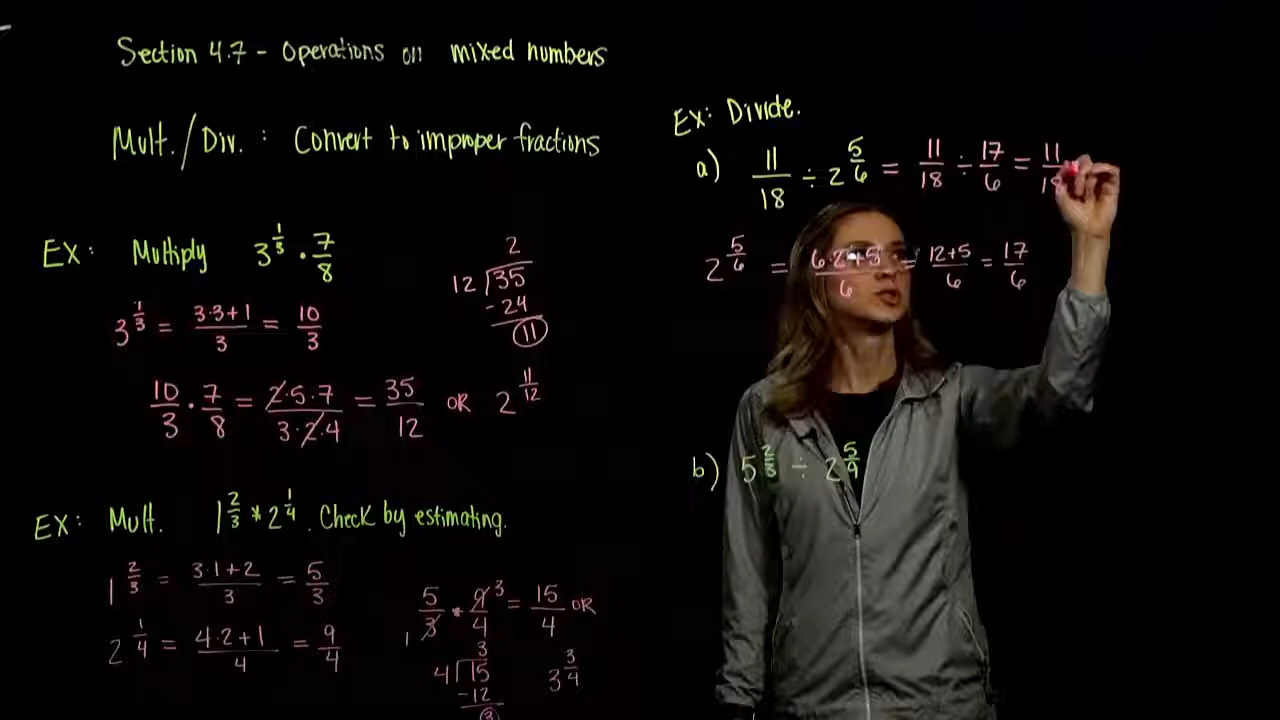 Section 4.7 - Operations on mixed numbers
Mult./Div. : Convert to improper fractions
EX: Multiply 3 1/3 · 7/8
3 1/3 = (3·3+1)/3 = 10/3
10/3 · 7/8 = (2·5·7)/(3·2·4) = 35/12 OR 2 11/12
2
12 35
-24
11
EX: Mult. 1 2/3 * 2 1/4. Check by estimating.
1 2/3 = (3·1+2)/3 = 5/3
2 1/4 = (4·2+1)/4 = 9/4
5/3 * 9/4 = 15/4 OR
1 3
3
4 15
-12
3
3 3/4
EX: Divide.
a) 11/18 ÷ 2 5/6 = 11/18 ÷ 17/6 = 11/18
2 5/6 = (6·2+5)/6 = (12+5)/6 = 17/6
b) 5 ÷ 2 5/9